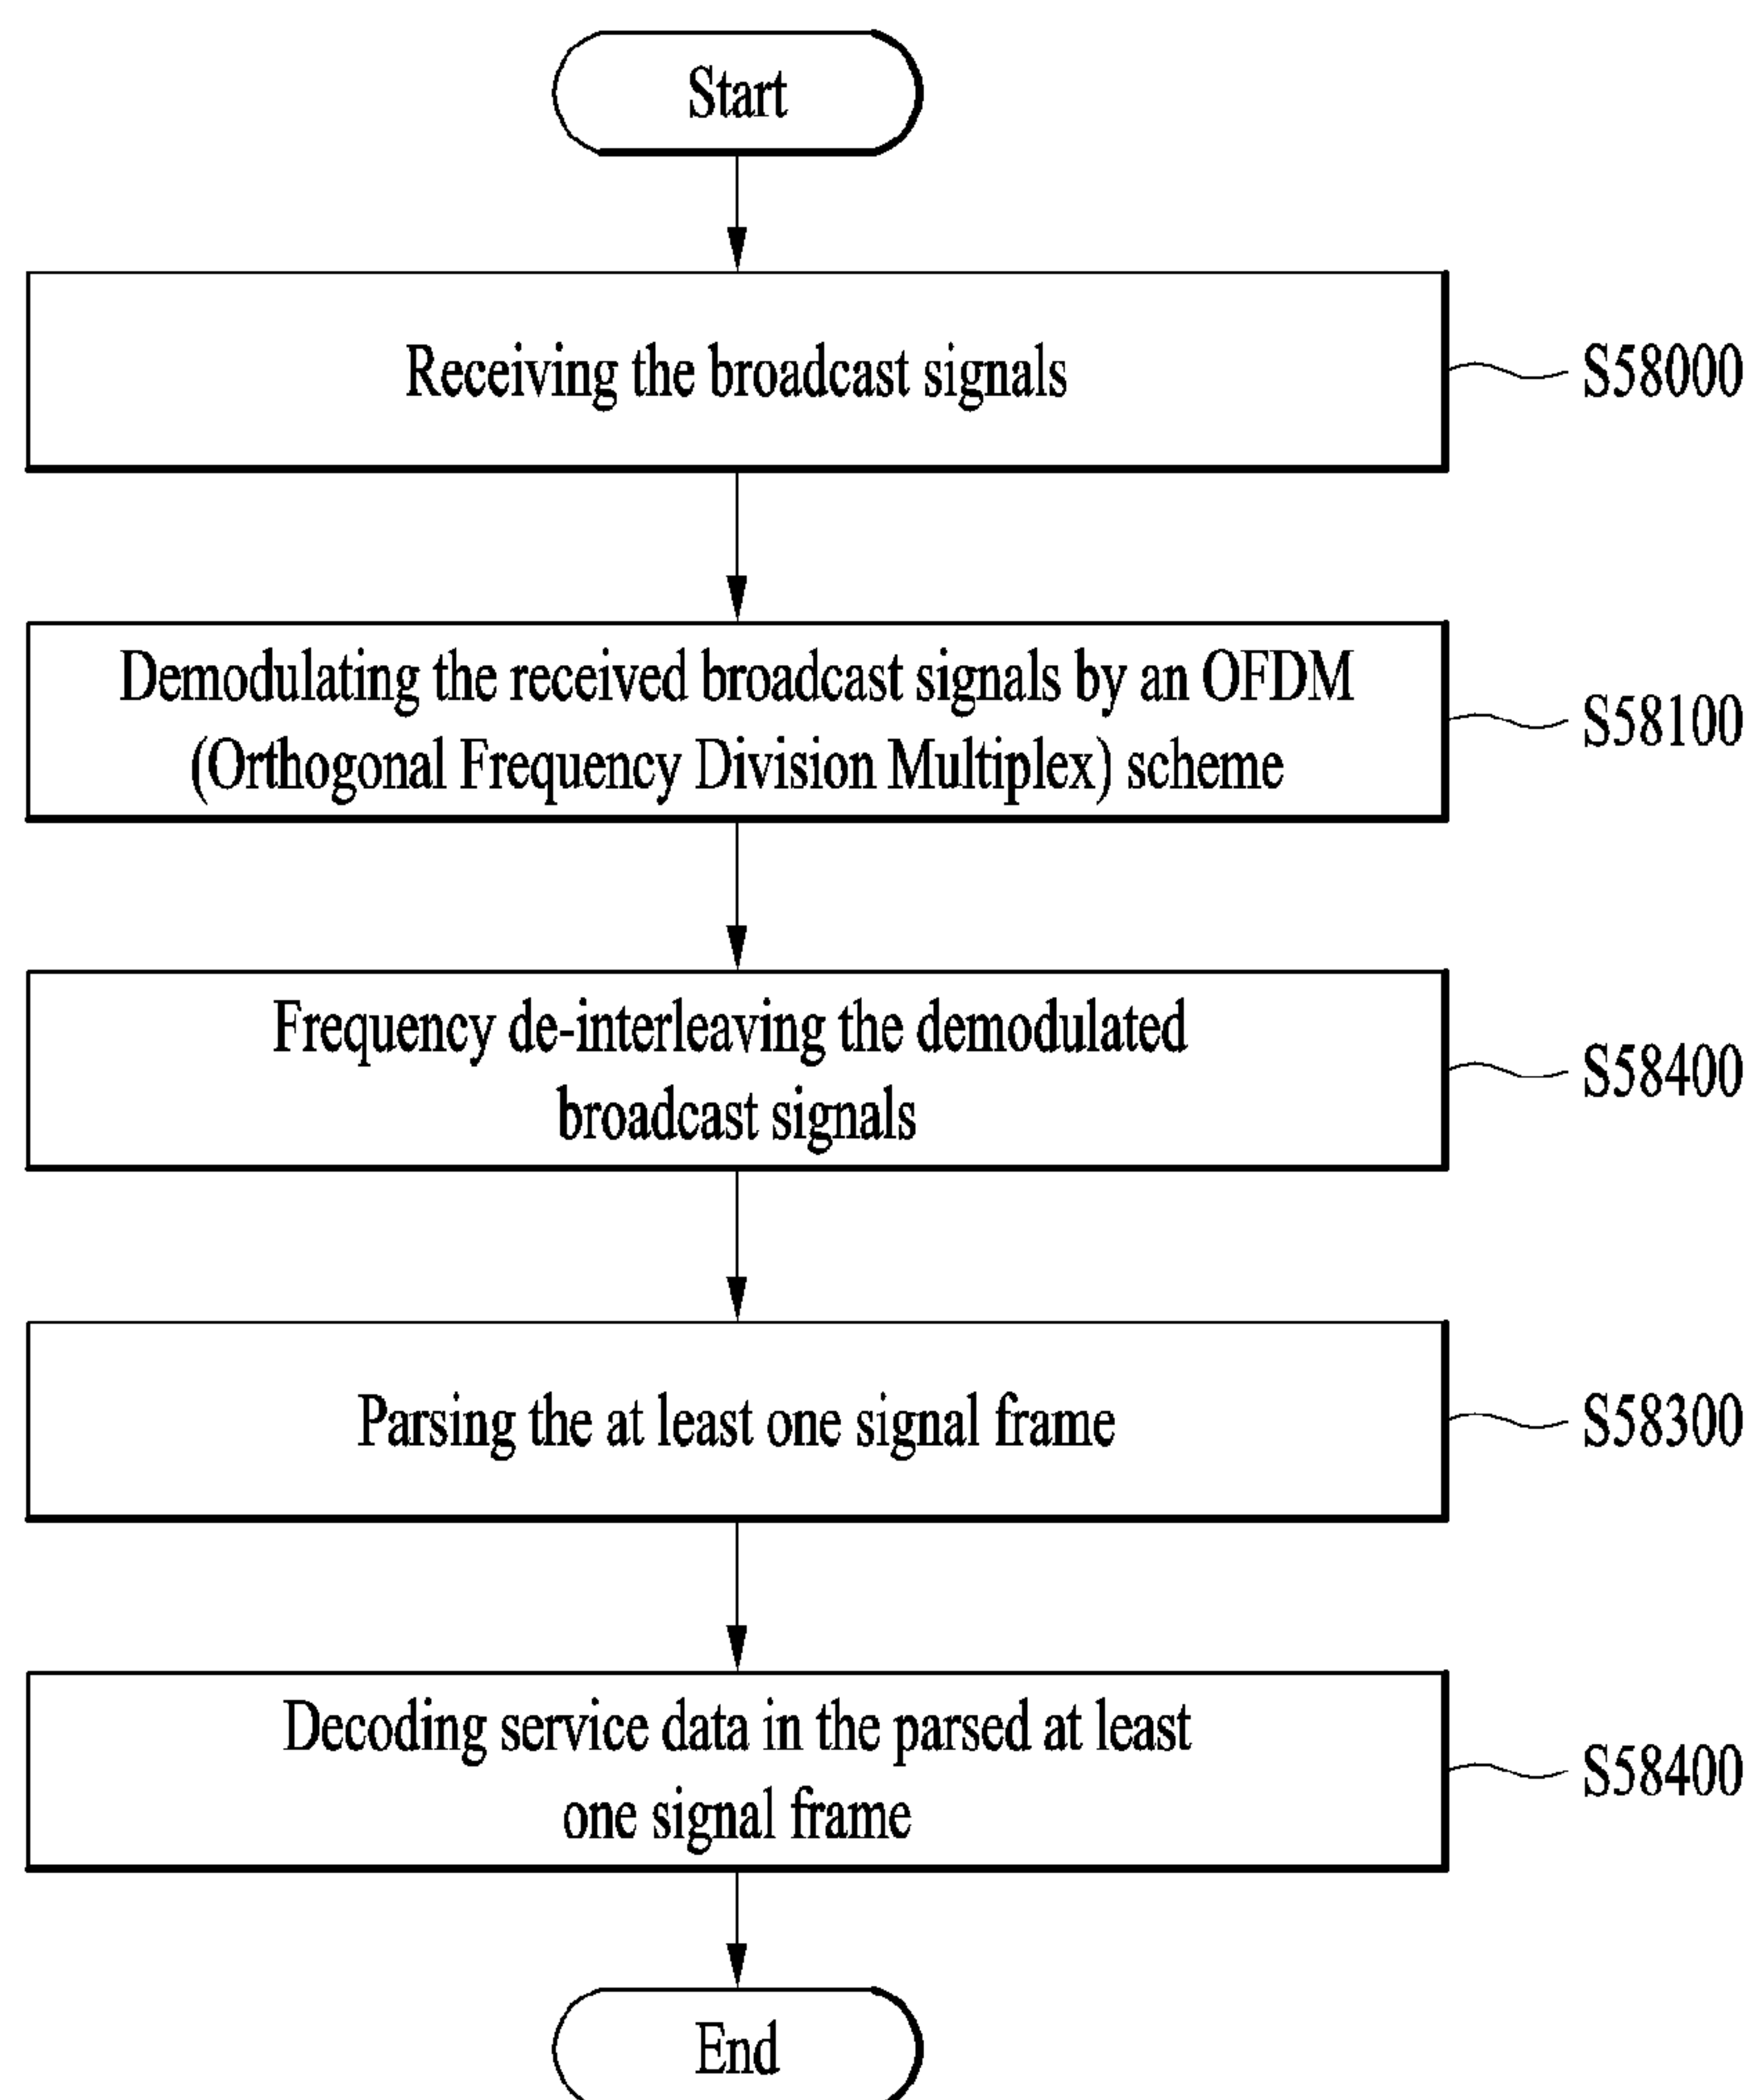 Start
Receiving the broadcast signals
S58000
Demodulating the received broadcast signals by an OFDM
(Orthogonal Frequency Division Multiplex) scheme
S58100
Frequency de-interleaving the demodulated
broadcast signals
S58400
Parsing the at least one signal frame
S58300
Decoding service data in the parsed at least
one signal frame
S58400
End